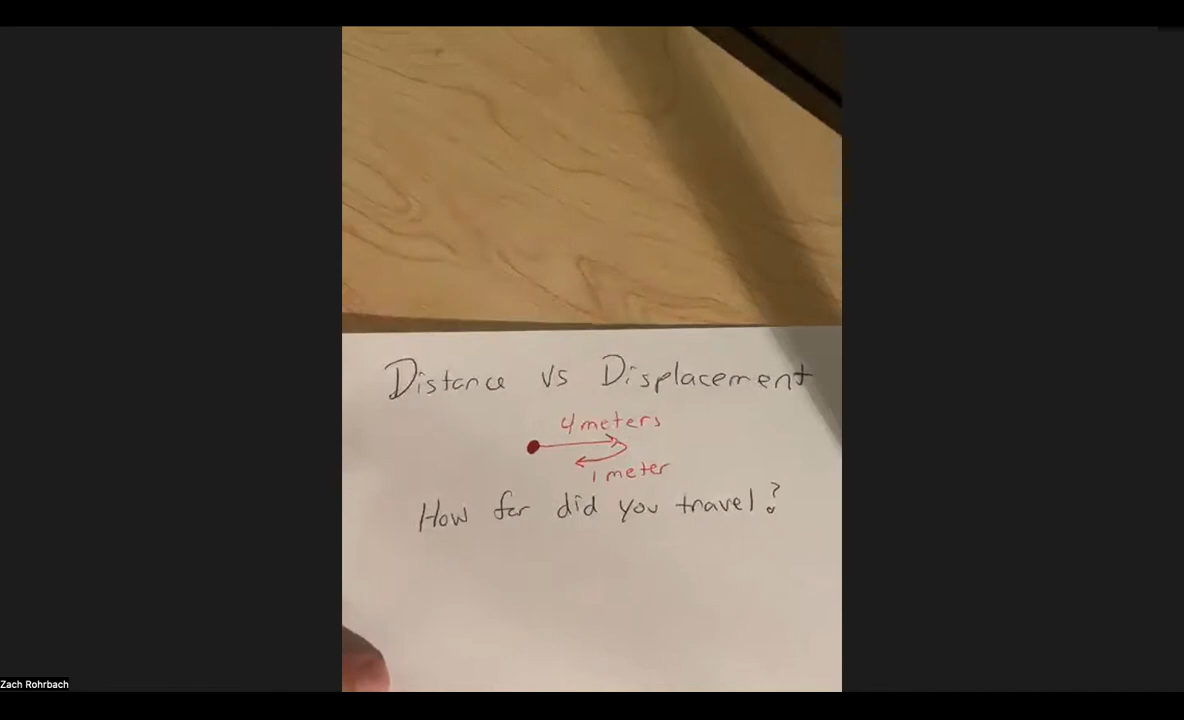 Distance vs Displacement
4 meters
1 meter
How far did you travel?
Zach Rohrbach